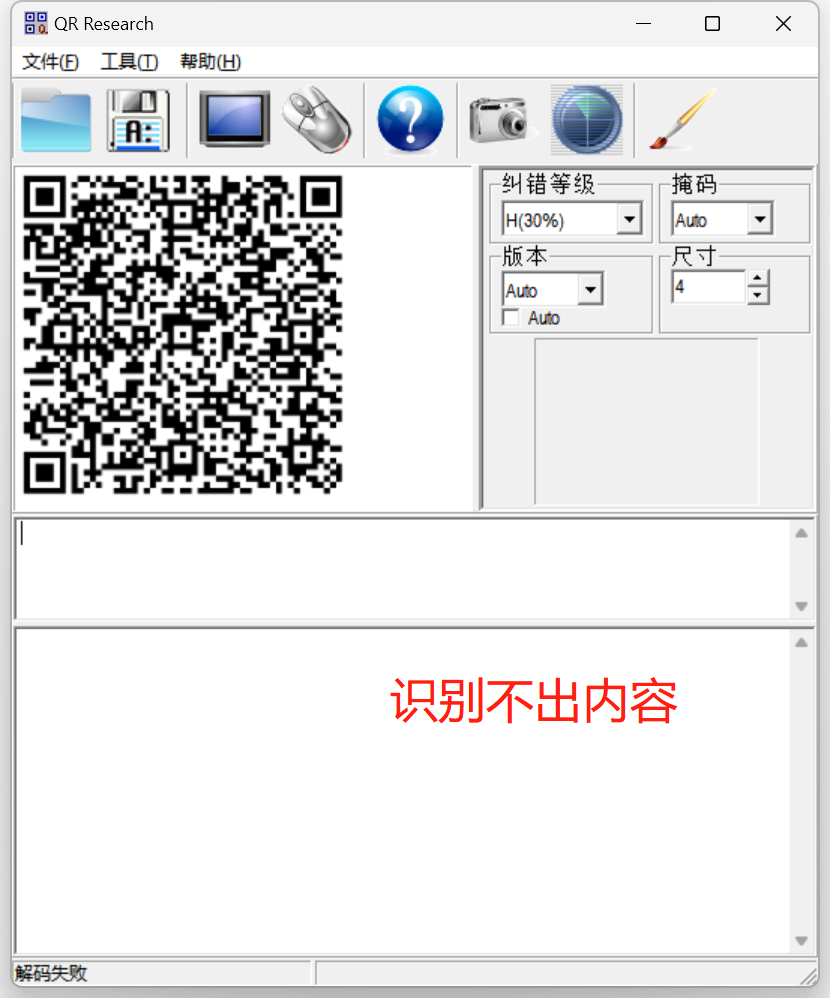 QR Research
文件(F) 工具(T) 帮助(H)
A:
纠错等级 掩码
H(30%) Auto
版本 尺寸
Auto 4
Auto
识别不出内容
解码失败